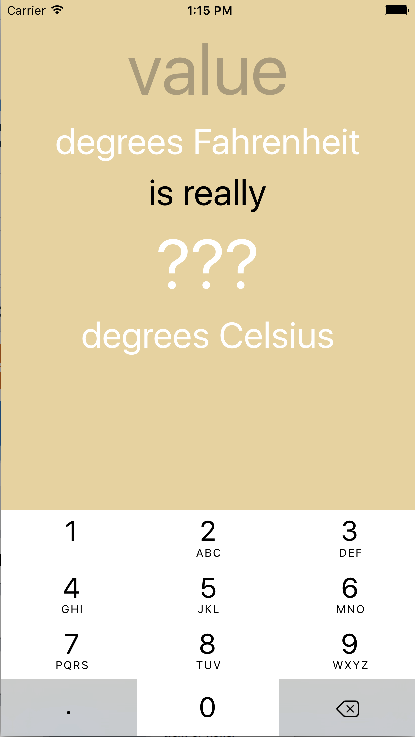 Carrier 1:15 PM
value
degrees Fahrenheit
is really
???
degrees Celsius
1 2 3
ABC DEF
4 5 6
GHI JKL MNO
7 8 9
PQRS TUV WXYZ
. 0